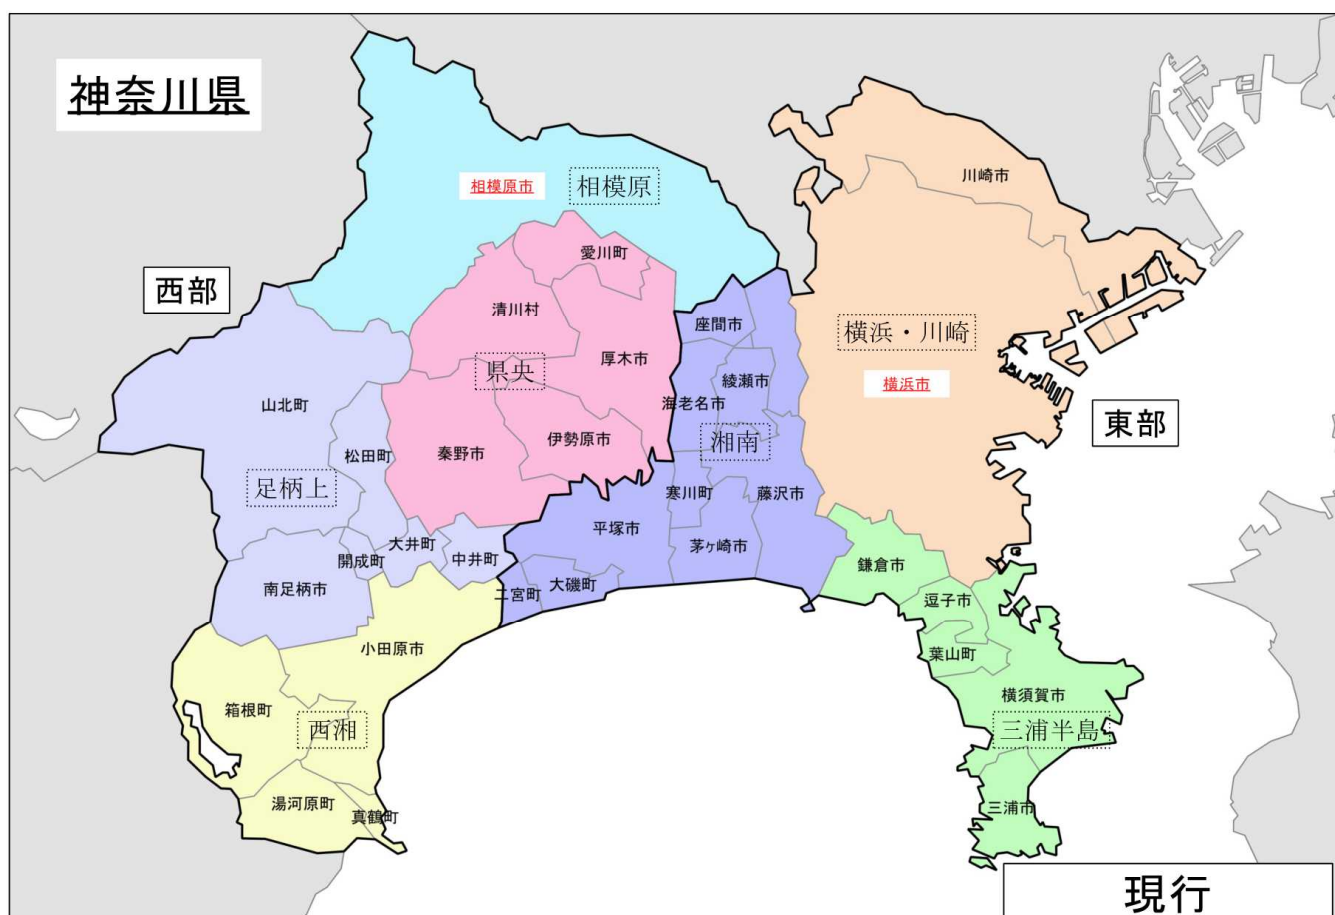 神奈川県
川崎市
相模原市
相模原
愛川町
西部
清川村
座間市
横浜・川崎
厚木市
県央
綾瀬市
横浜市
山北町
海老名市
東部
伊勢原市
湘南
秦野市
松田町
足柄上
寒川町
藤沢市
平塚市
大井町
茅ヶ崎市
開成町
中井町
鎌倉市
南足柄市
大磯町
二宮町
逗子市
小田原市
葉山町
横須賀市
箱根町
西湘
三浦半島
湯河原町
三浦市
真鶴町
現行